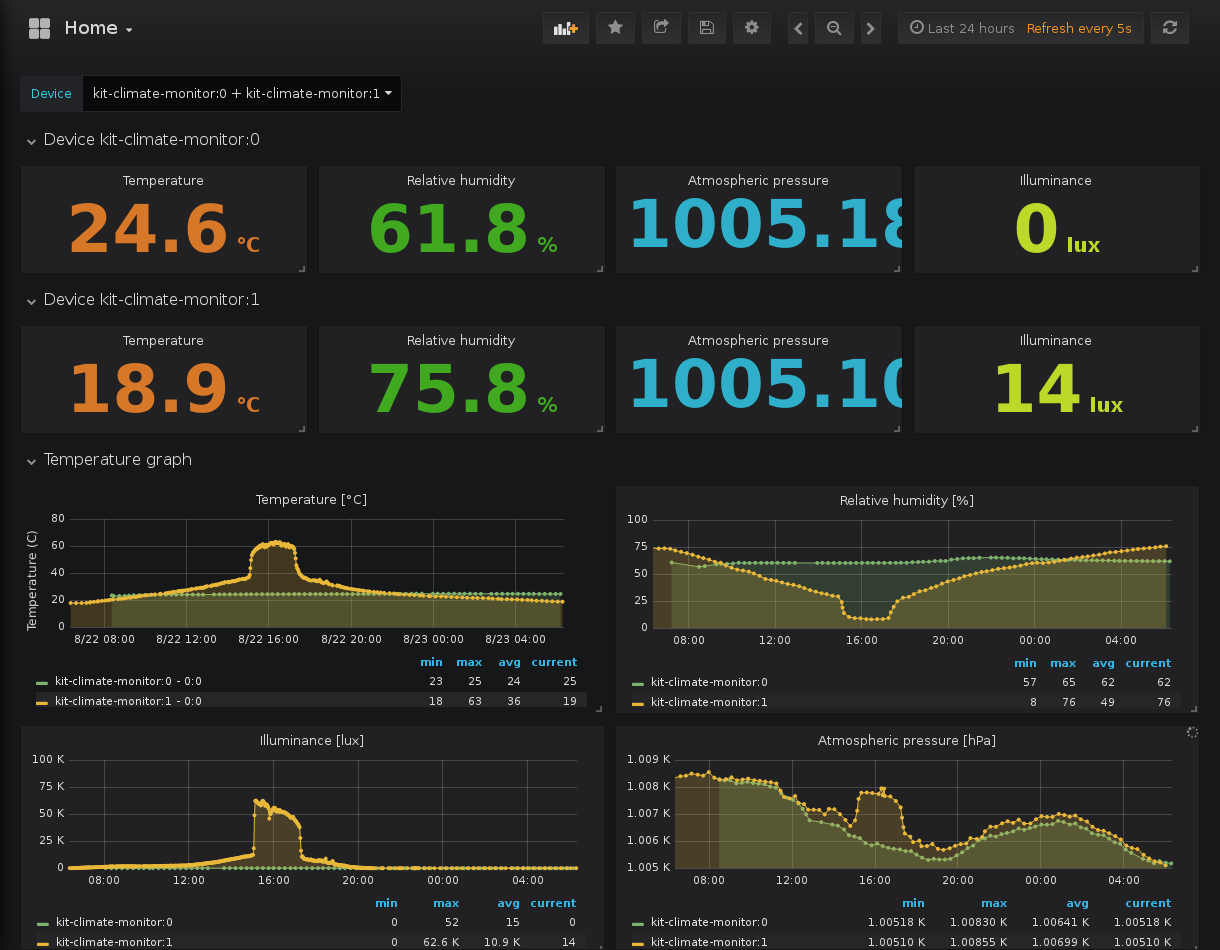 Home
Last 24 hours Refresh every 5s
Device kit-climate-monitor:0 + kit-climate-monitor:1
Device kit-climate-monitor:0
Temperature Relative humidity Atmospheric pressure Illuminance
24.6 °C 61.8 % 1005.18 0 lux
Device kit-climate-monitor:1
Temperature Relative humidity Atmospheric pressure Illuminance
18.9 °C 75.8 % 1005.10 14 lux
Temperature graph
Temperature [°C]
Temperature (C)
80
60
40
20
0
8/22 08:00 8/22 12:00 8/22 16:00 8/22 20:00 8/23 00:00 8/23 04:00
min max avg current
kit-climate-monitor:0 - 0:0 23 25 24 25
kit-climate-monitor:1 - 0:0 18 63 36 19
Relative humidity [%]
100
75
50
25
0
08:00 12:00 16:00 20:00 00:00 04:00
min max avg current
kit-climate-monitor:0 57 65 62 62
kit-climate-monitor:1 8 76 49 76
Illuminance [lux]
100 K
75 K
50 K
25 K
0
08:00 12:00 16:00 20:00 00:00 04:00
min max avg current
kit-climate-monitor:0 0 52 15 0
kit-climate-monitor:1 0 62.6 K 10.9 K 14
Atmospheric pressure [hPa]
1.009 K
1.008 K
1.007 K
1.006 K
1.005 K
08:00 12:00 16:00 20:00 00:00 04:00
min max avg current
kit-climate-monitor:0 1.00518 K 1.00830 K 1.00641 K 1.00518 K
kit-climate-monitor:1 1.00510 K 1.00855 K 1.00699 K 1.00510 K